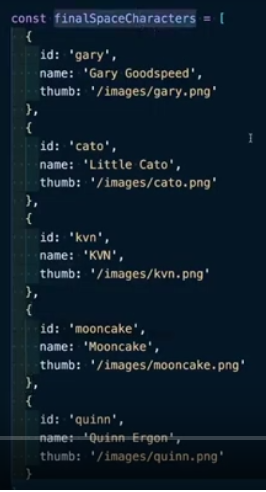 const finalSpaceCharacters = [
  {
    id: 'gary',
    name: 'Gary Goodspeed',
    thumb: '/images/gary.png'
  },
  {
    id: 'cato',
    name: 'Little Cato',
    thumb: '/images/cato.png'
  },
  {
    id: 'kvn',
    name: 'KVN',
    thumb: '/images/kvn.png'
  },
  {
    id: 'mooncake',
    name: 'Mooncake',
    thumb: '/images/mooncake.png'
  },
  {
    id: 'quinn',
    name: 'Quinn Ergon',
    thumb: '/images/quinn.png'
  }